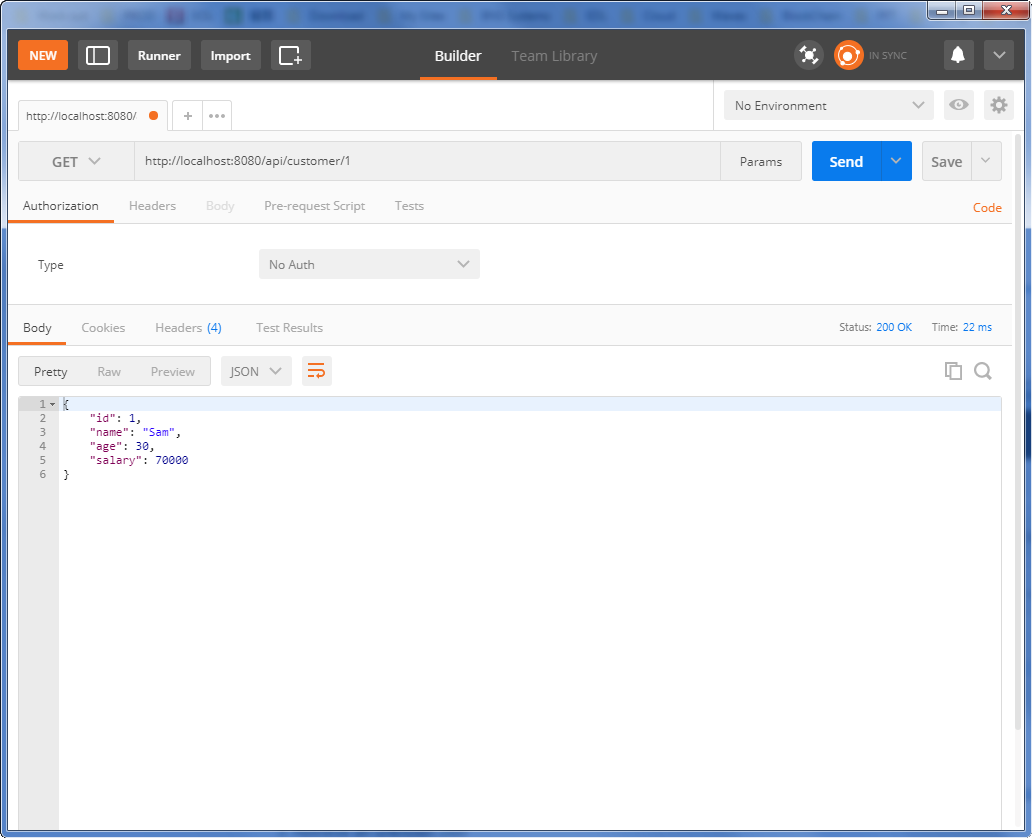 NEW Runner Import Builder Team Library IN SYNC
http://localhost:8080/ + No Environment
GET http://localhost:8080/api/customer/1 Params Send Save
Authorization Headers Body Pre-request Script Tests Code
Type No Auth
Body Cookies Headers (4) Test Results Status: 200 OK Time: 22 ms
Pretty Raw Preview JSON
1 {
2 "id": 1,
3 "name": "Sam",
4 "age": 30,
5 "salary": 70000
6 }